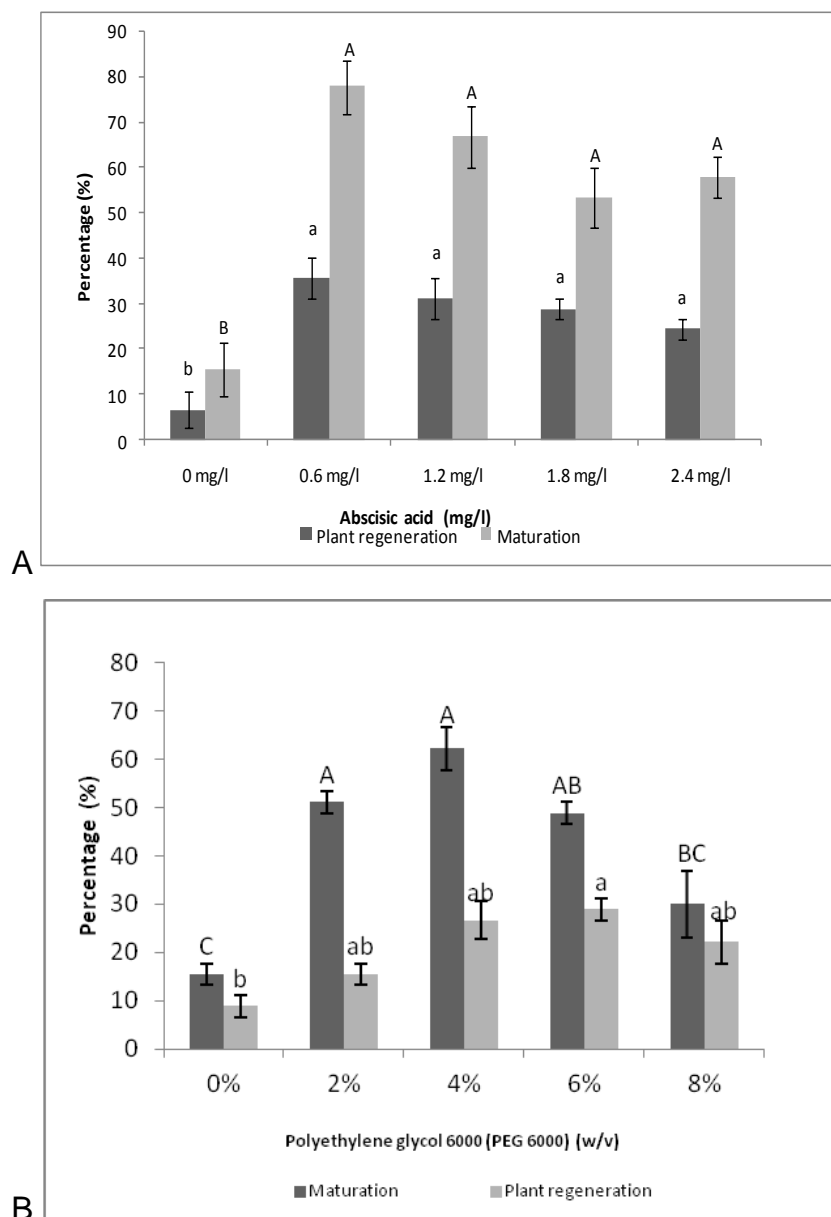 90
80
70
60
50
40
30
20
10
0
Percentage (%)
b B
a A
a A
a A
a A
0 mg/l 0.6 mg/l 1.2 mg/l 1.8 mg/l 2.4 mg/l
Abscisic acid (mg/l)
Plant regeneration Maturation
A
80
70
60
50
40
30
20
10
0
Percentage (%)
C b
A ab
A ab
AB a
BC ab
0% 2% 4% 6% 8%
Polyethylene glycol 6000 (PEG 6000) (w/v)
Maturation Plant regeneration
B